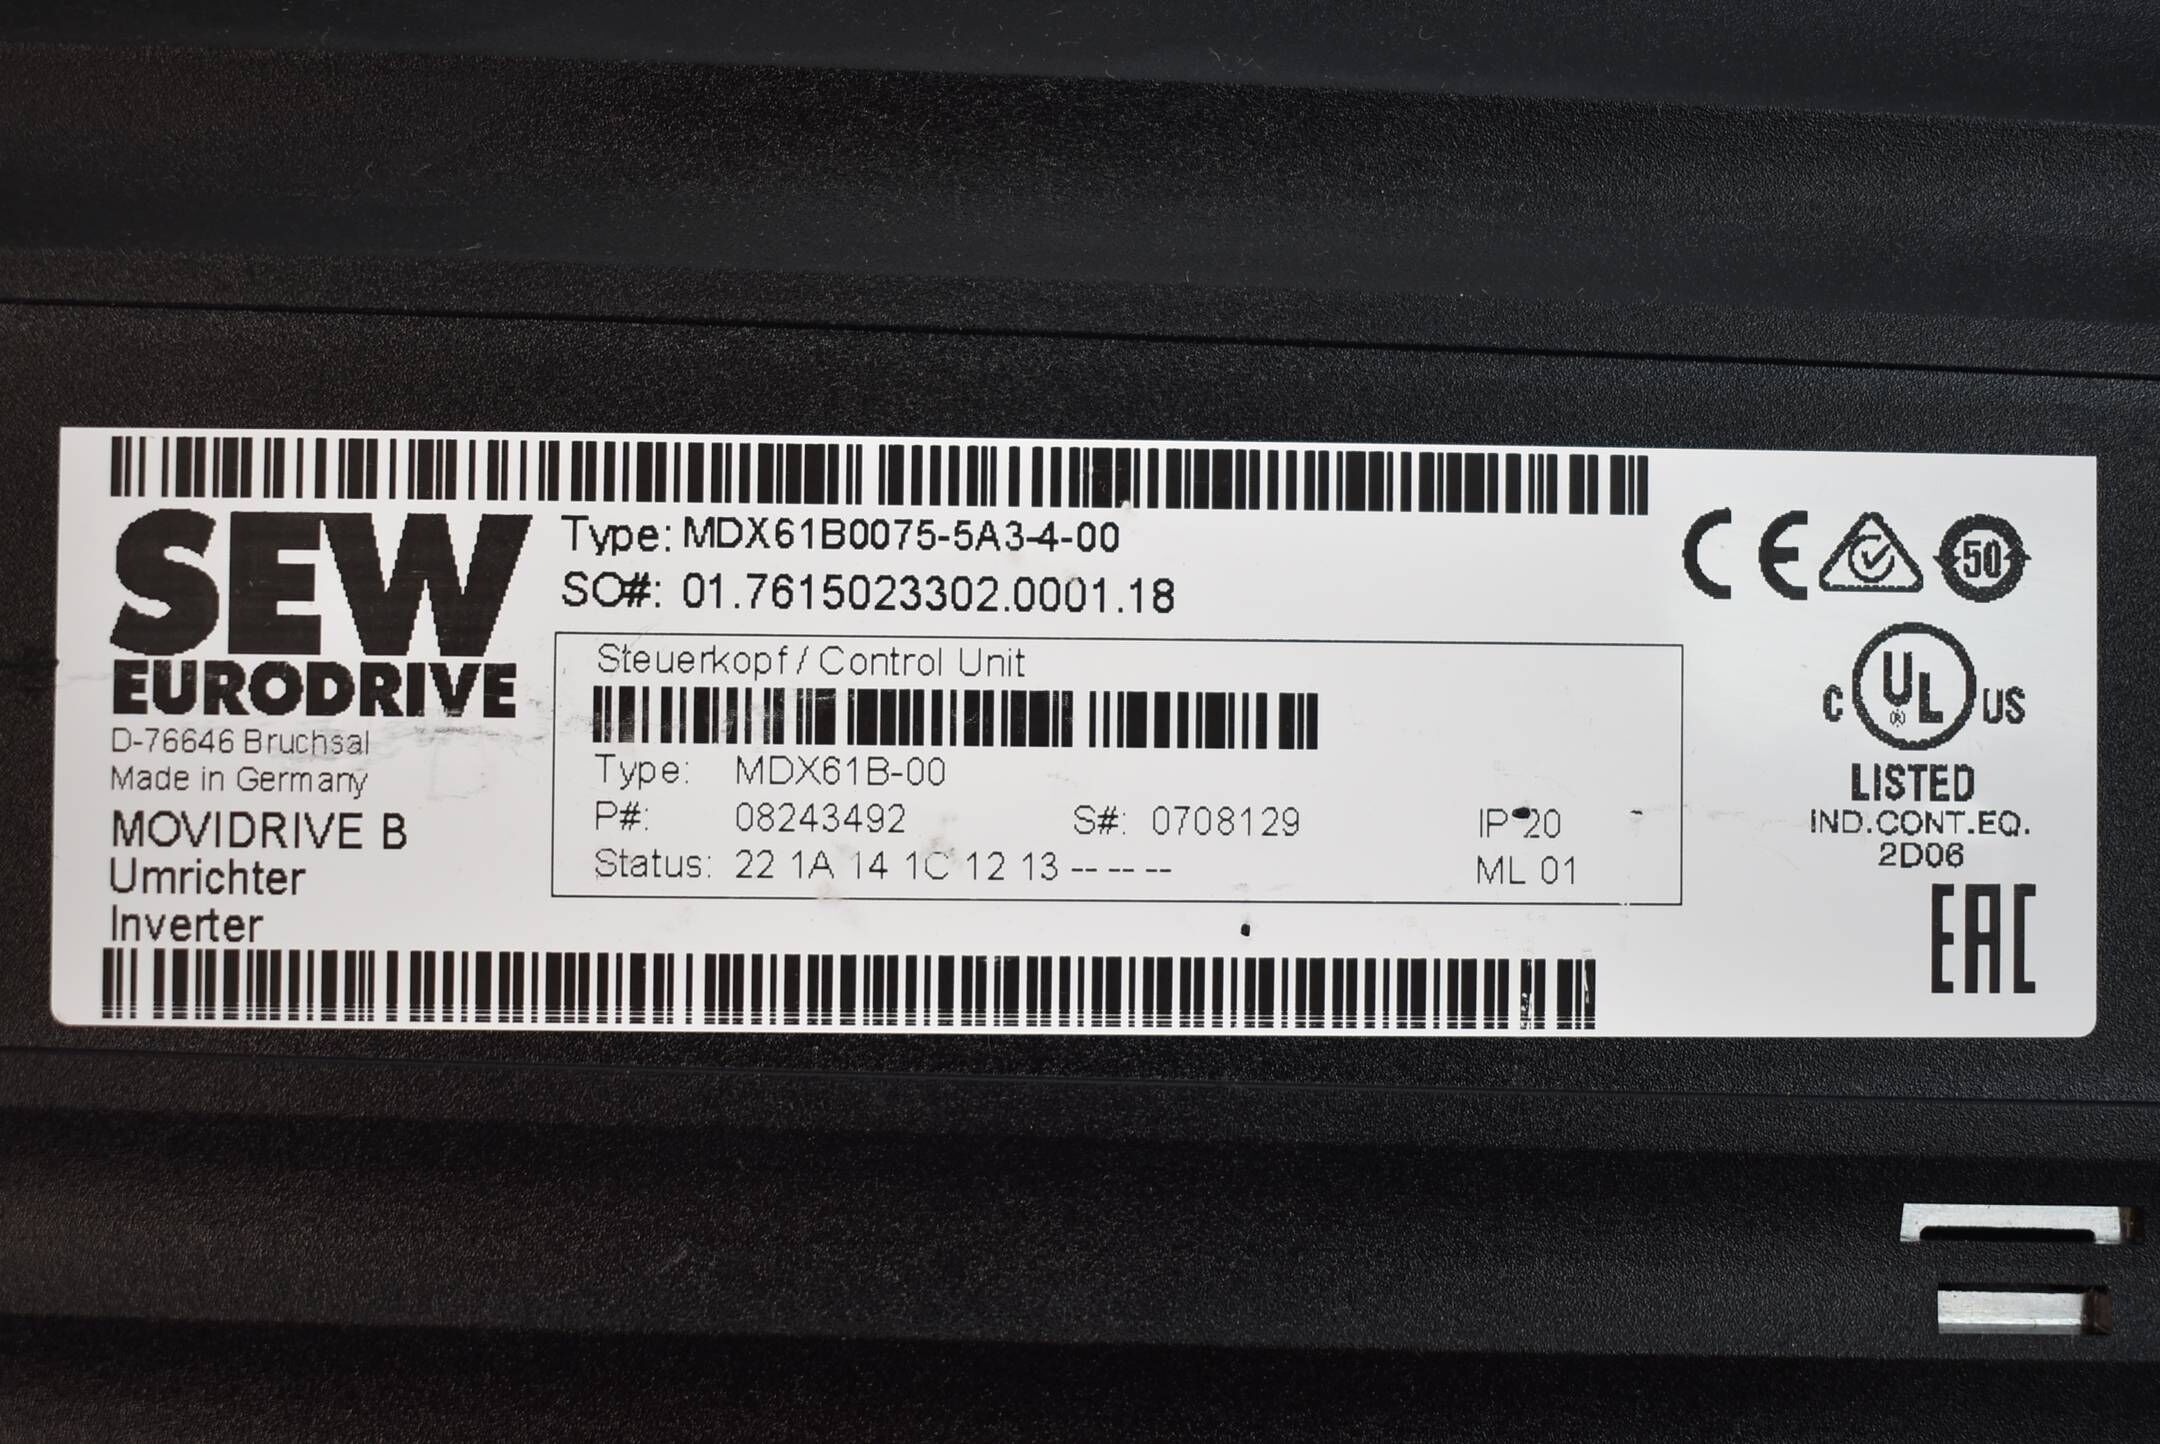 SEW
EURODRIVE
D-76646 Bruchsal
Made in Germany
MOVIDRIVE B
Umrichter
Inverter
Type: MDX61B0075-5A3-4-00
SO#: 01.7615023302.0001.18
Steuerkopf / Control Unit
Type: MDX61B-00
P#: 08243492 S#: 0708129 IP 20
Status: 22 1A 14 1C 12 13 -- -- -- ML 01
CE 50
C UL US
LISTED
IND.CONT.EQ.
2D06
EAC